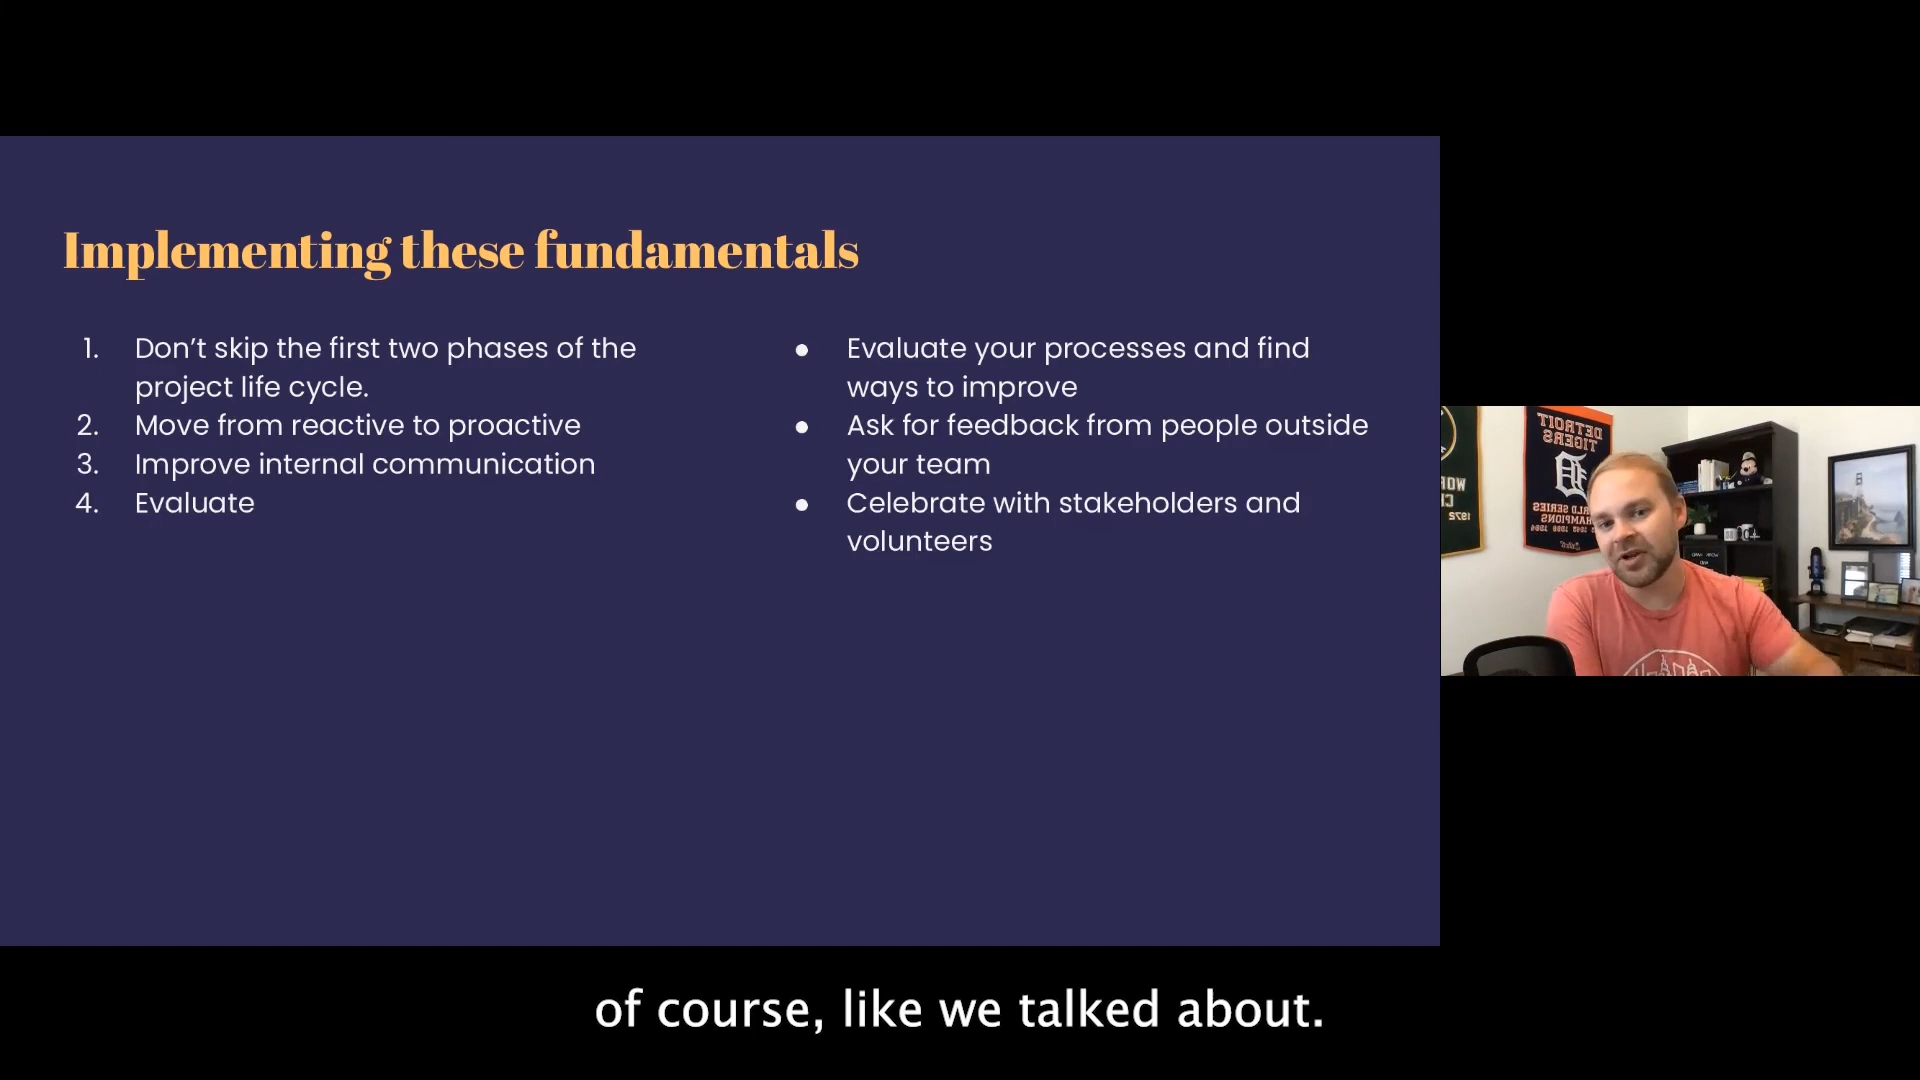 Implementing these fundamentals
1. Don't skip the first two phases of the
project life cycle.
2. Move from reactive to proactive
3. Improve internal communication
4. Evaluate
● Evaluate your processes and find
ways to improve
● Ask for feedback from people outside
your team
● Celebrate with stakeholders and
volunteers
DETROIT
TIGERS
1972
of course, like we talked about.